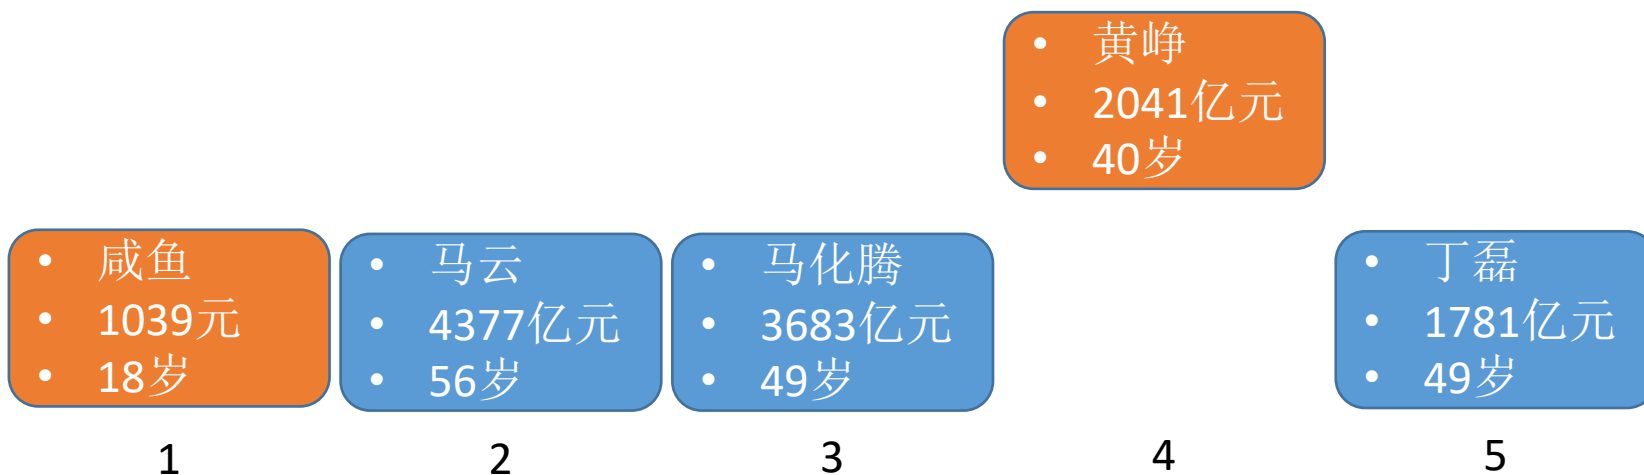 黄峥
2041亿元
40岁
咸鱼
1039元
18岁
马云
4377亿元
56岁
马化腾
3683亿元
49岁
丁磊
1781亿元
49岁
1
2
3
4
5